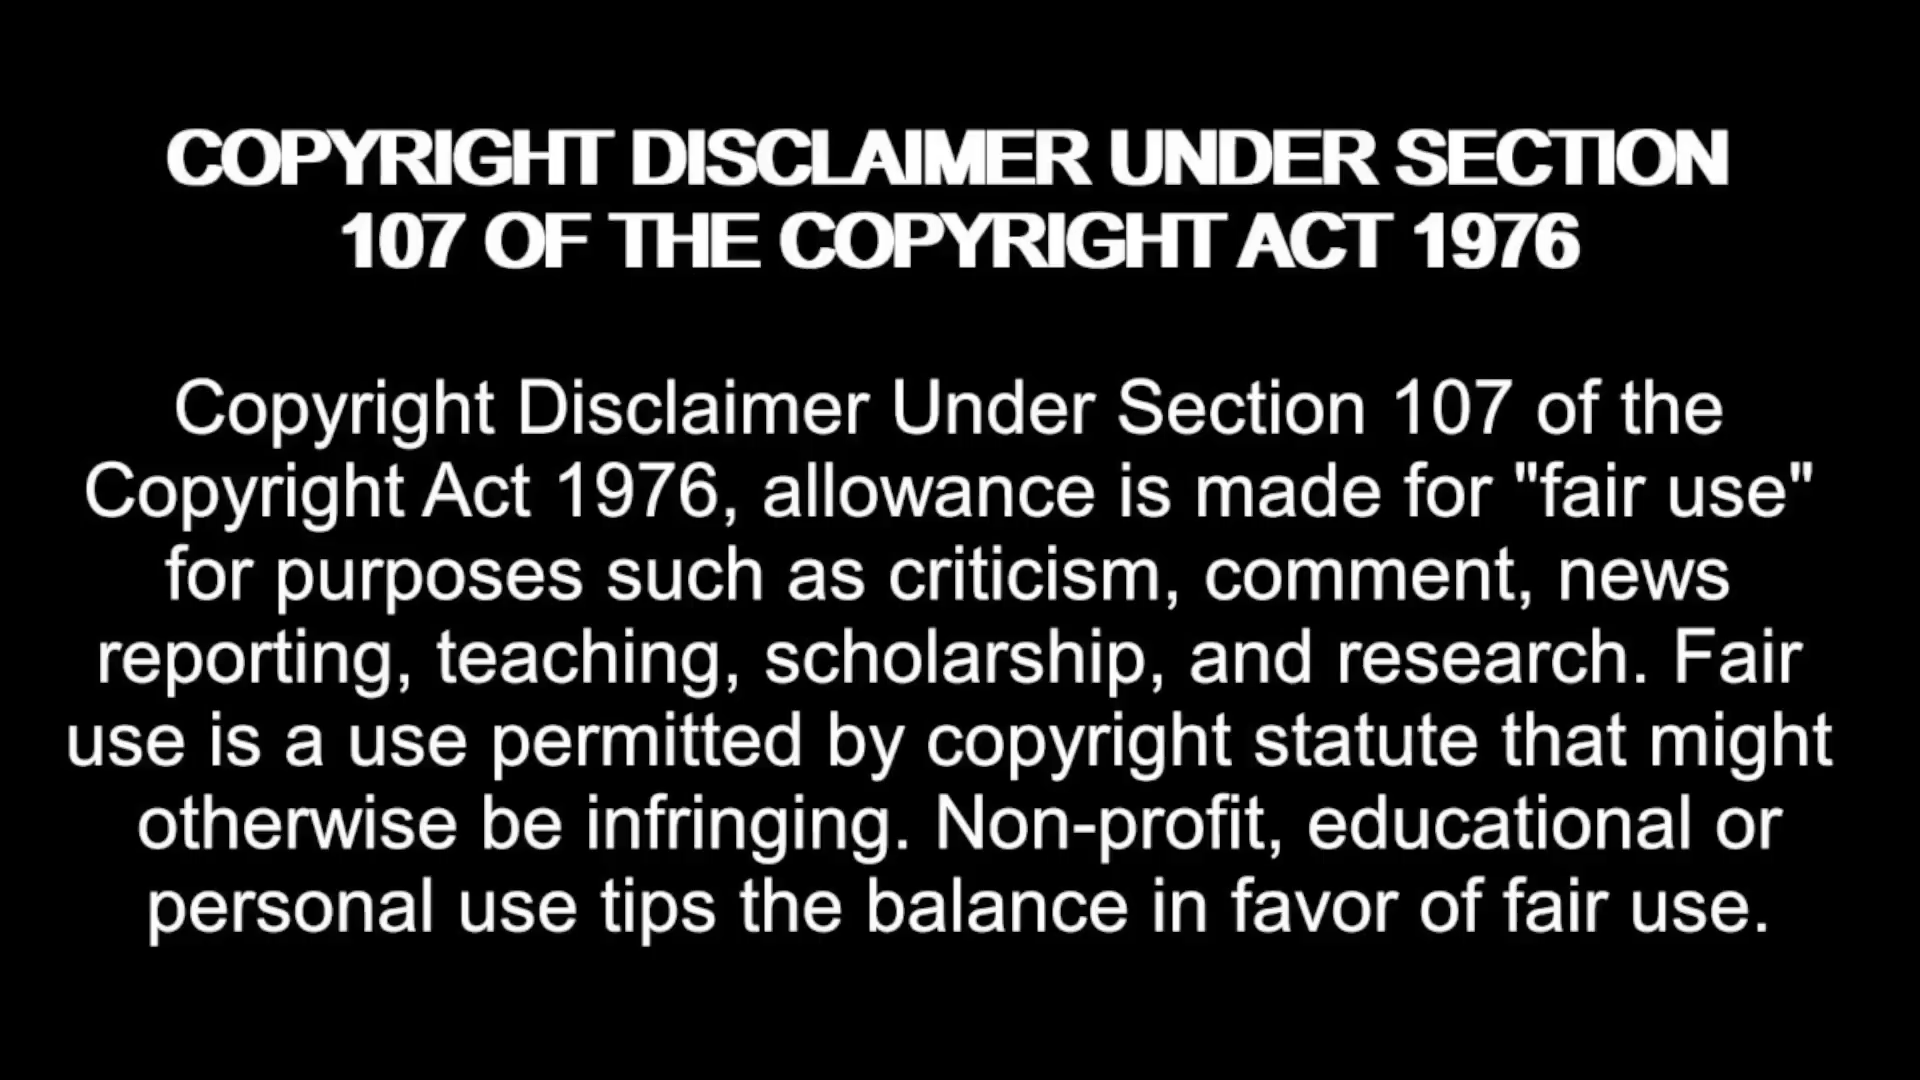 COPYRIGHT DISCLAIMER UNDER SECTION
107 OF THE COPYRIGHT ACT 1976
Copyright Disclaimer Under Section 107 of the
Copyright Act 1976, allowance is made for "fair use"
for purposes such as criticism, comment, news
reporting, teaching, scholarship, and research. Fair
use is a use permitted by copyright statute that might
otherwise be infringing. Non-profit, educational or
personal use tips the balance in favor of fair use.